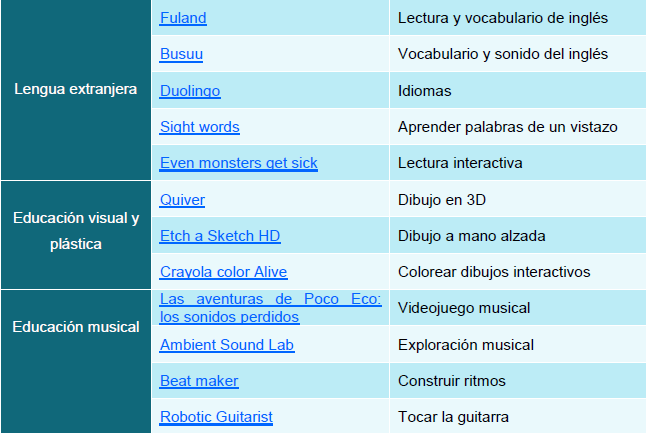 Lengua extranjera
Fuland
Lectura y vocabulario de inglés
Busuu
Vocabulario y sonido del inglés
Duolingo
Idiomas
Sight words
Aprender palabras de un vistazo
Even monsters get sick
Lectura interactiva
Educación visual y
plástica
Quiver
Dibujo en 3D
Etch a Sketch HD
Dibujo a mano alzada
Crayola color Alive
Colorear dibujos interactivos
Educación musical
Las aventuras de Poco Eco:
los sonidos perdidos
Videojuego musical
Ambient Sound Lab
Exploración musical
Beat maker
Construir ritmos
Robotic Guitarist
Tocar la guitarra